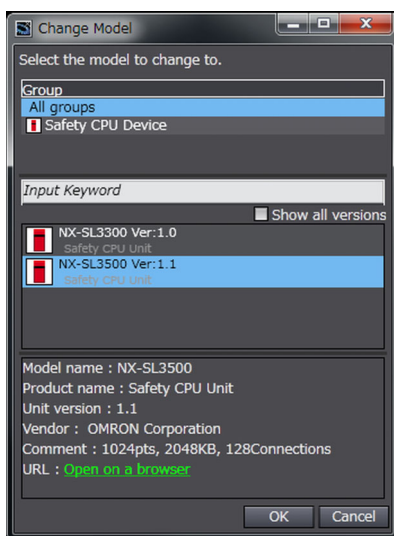 Change Model
Select the model to change to.
Group
All groups
Safety CPU Device
Input Keyword
Show all versions
NX-SL3300 Ver:1.0
Safety CPU Unit
NX-SL3500 Ver:1.1
Safety CPU Unit
Model name : NX-SL3500
Product name : Safety CPU Unit
Unit version : 1.1
Vendor : OMRON Corporation
Comment : 1024pts, 2048KB, 128Connections
URL : Open on a browser
OK Cancel